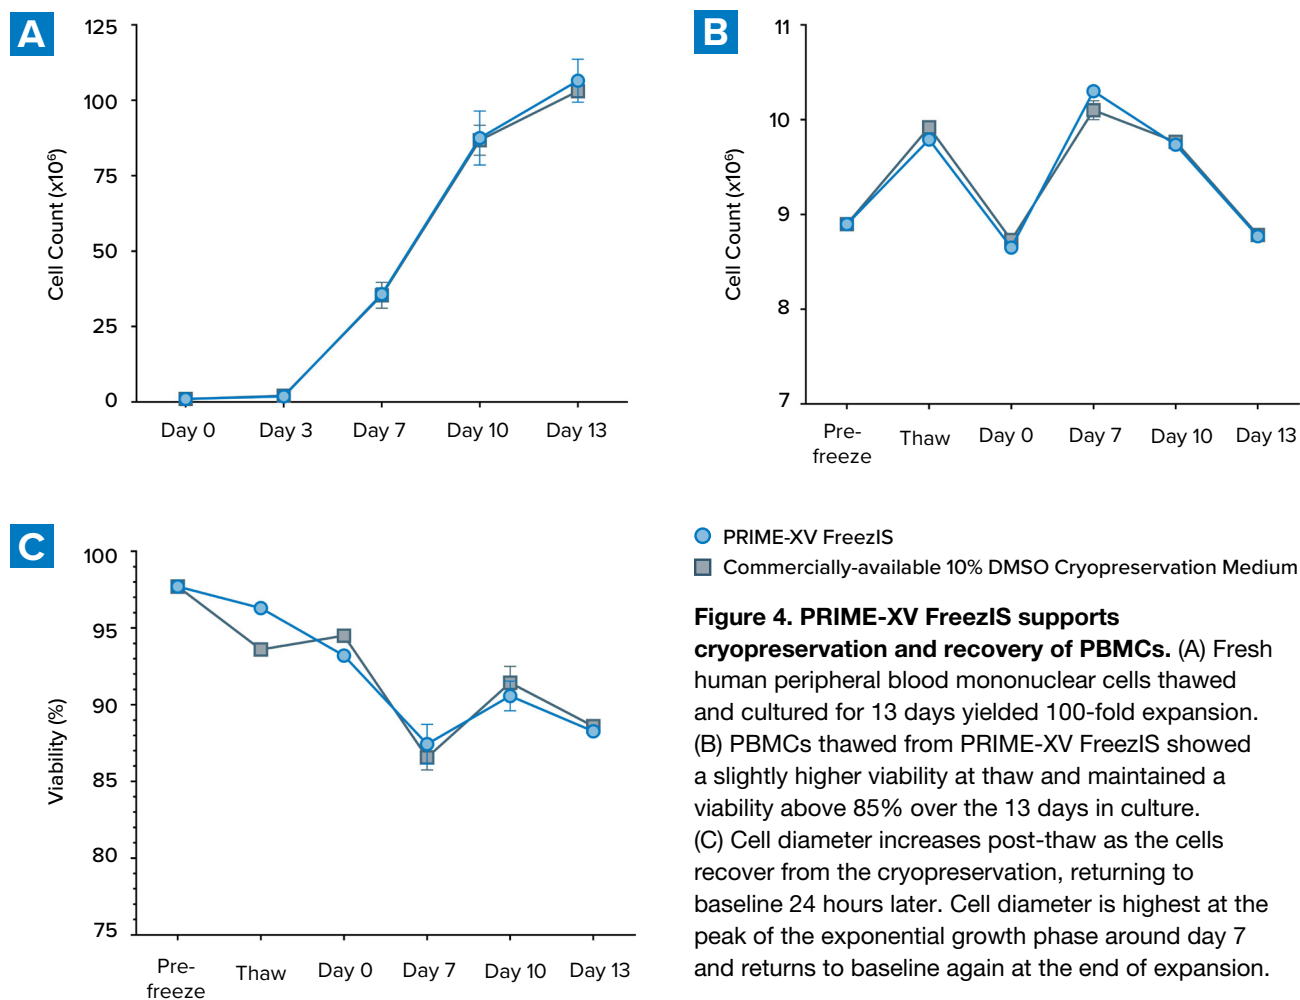 A
125
100
75
50
25
0
Cell Count (x10⁶)
Day 0
Day 3
Day 7
Day 10
Day 13
B
11
10
9
8
7
Cell Count (x10⁶)
Pre-
freeze
Thaw
Day 0
Day 7
Day 10
Day 13
C
100
95
90
85
80
75
Viability (%)
Pre-
freeze
Thaw
Day 0
Day 7
Day 10
Day 13
PRIME-XV FreezIS
Commercially-available 10% DMSO Cryopreservation Medium
Figure 4. PRIME-XV FreezIS supports
cryopreservation and recovery of PBMCs. (A) Fresh
human peripheral blood mononuclear cells thawed
and cultured for 13 days yielded 100-fold expansion.
(B) PBMCs thawed from PRIME-XV FreezIS showed
a slightly higher viability at thaw and maintained a
viability above 85% over the 13 days in culture.
(C) Cell diameter increases post-thaw as the cells
recover from the cryopreservation, returning to
baseline 24 hours later. Cell diameter is highest at the
peak of the exponential growth phase around day 7
and returns to baseline again at the end of expansion.